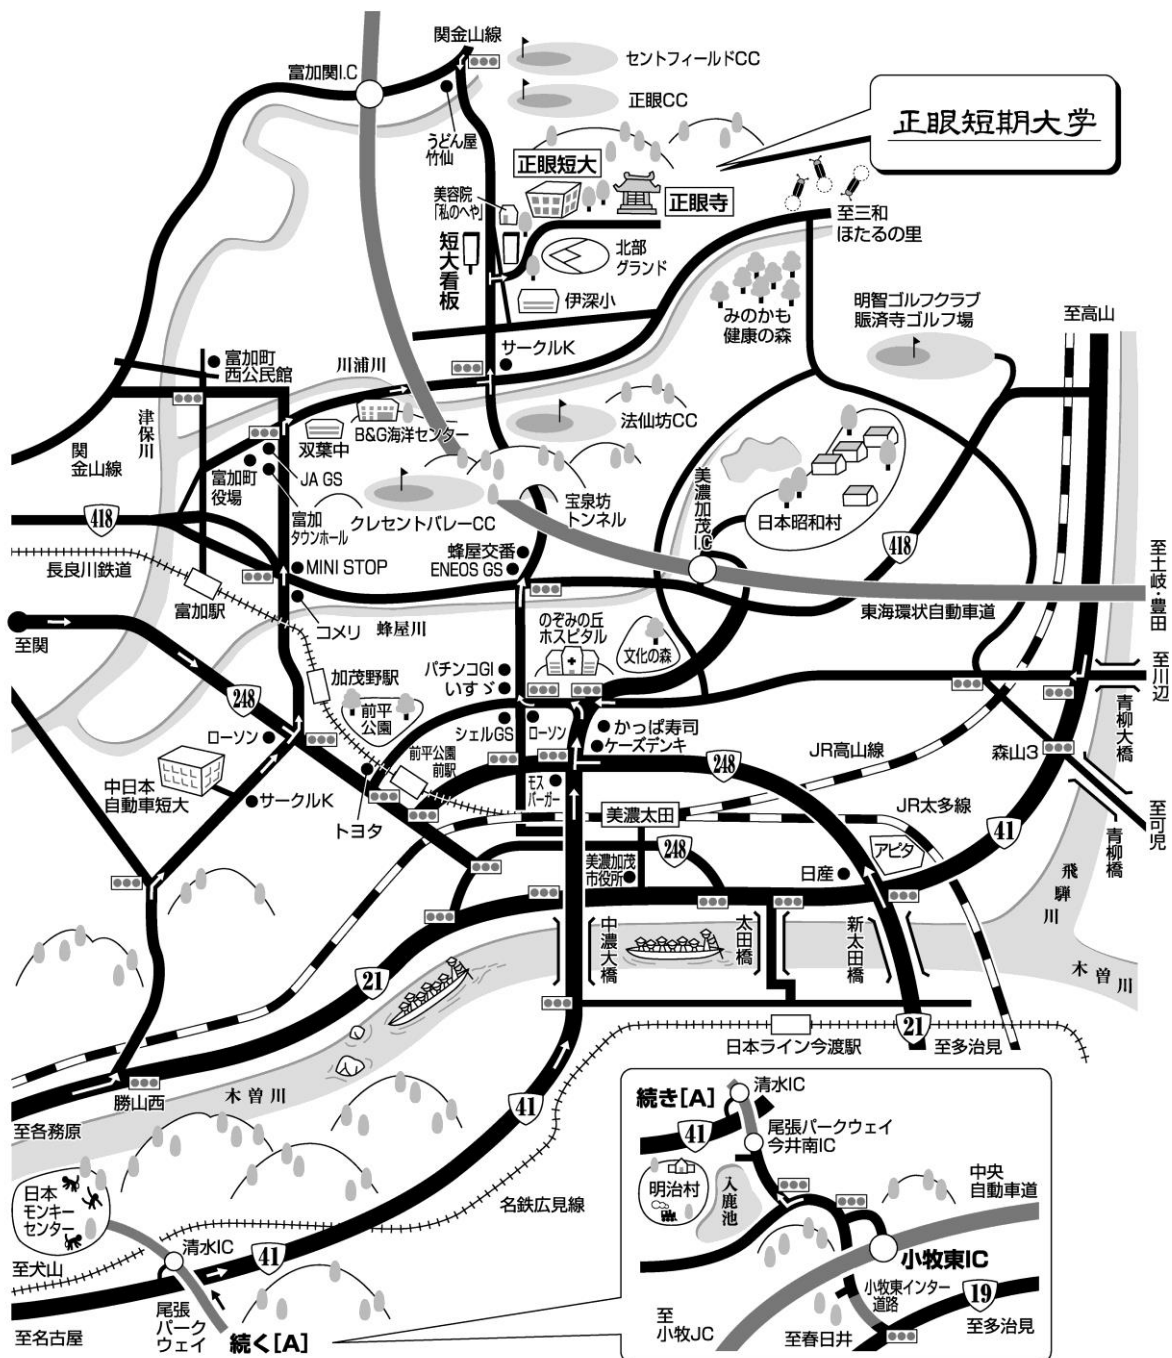 関金山線
富加関I.C
セントフィールドCC
正眼CC
正眼短期大学
うどん屋
竹仙
正眼短大
美容院
「私のへや」
正眼寺
至三和
ほたるの里
短大看板
北部
グランド
伊深小
みのかも
健康の森
明智ゴルフクラブ
賑済寺ゴルフ場
至高山
富加町
西公民館
川浦川
サークルK
津保川
関
金山線
双葉中
B&G海洋センター
法仙坊CC
富加町
役場
JA GS
富加
タウンホール
クレセントバレーCC
宝泉坊
トンネル
美濃加茂
I.C
日本昭和村
418
418
長良川鉄道
MINI STOP
蜂屋交番
ENEOS GS
至土岐・豊田
富加駅
コメリ
蜂屋川
東海環状自動車道
至関
のぞみの丘
ホスピタル
文化の森
加茂野駅
パチンコGI
いすゞ
至川辺
248
前平
公園
シェルGS
ローソン
かっぱ寿司
ケーズデンキ
青柳大橋
ローソン
前平公園
前駅
JR高山線
森山3
中日本
自動車短大
サークルK
トヨタ
モス
バーガー
248
美濃太田
JR太多線
41
至可児
青柳橋
美濃加茂
市役所
248
日産
アピタ
飛騨川
中濃大橋
太田橋
新太田橋
木曽川
21
日本ライン今渡駅
21
至多治見
勝山西
木曽川
至各務原
41
続き[A]
清水IC
41
尾張パークウェイ
今井南IC
中央
自動車道
明治村
入鹿池
小牧東IC
小牧東インター
道路
19
至
小牧JC
至春日井
至多治見
日本
モンキー
センター
名鉄広見線
清水IC
至犬山
41
尾張
パーク
ウェイ
至名古屋
続く[A]